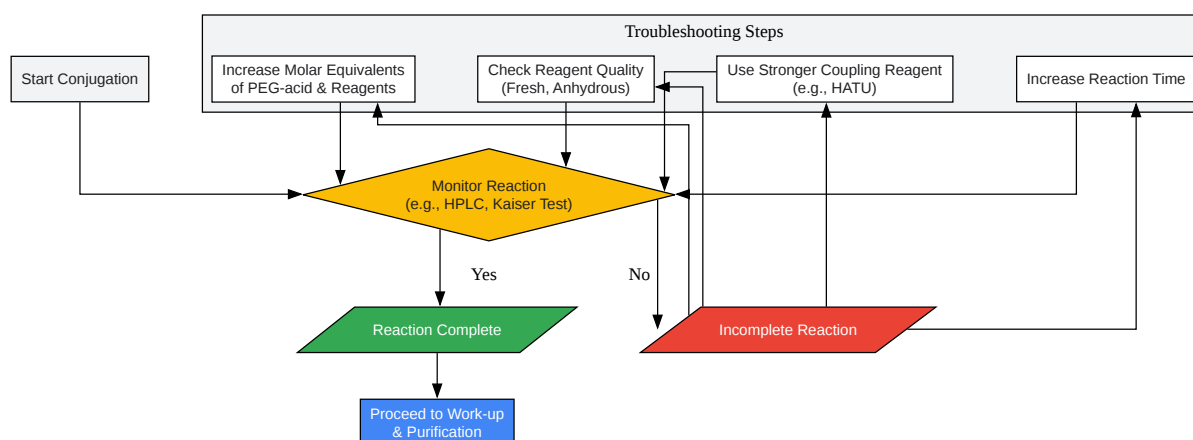 Troubleshooting Steps
Start Conjugation
Increase Molar Equivalents
of PEG-acid & Reagents
Check Reagent Quality
(Fresh, Anhydrous)
Use Stronger Coupling Reagent
(e.g., HATU)
Increase Reaction Time
Monitor Reaction
(e.g., HPLC, Kaiser Test)
Yes
No
Reaction Complete
Incomplete Reaction
Proceed to Work-up
& Purification